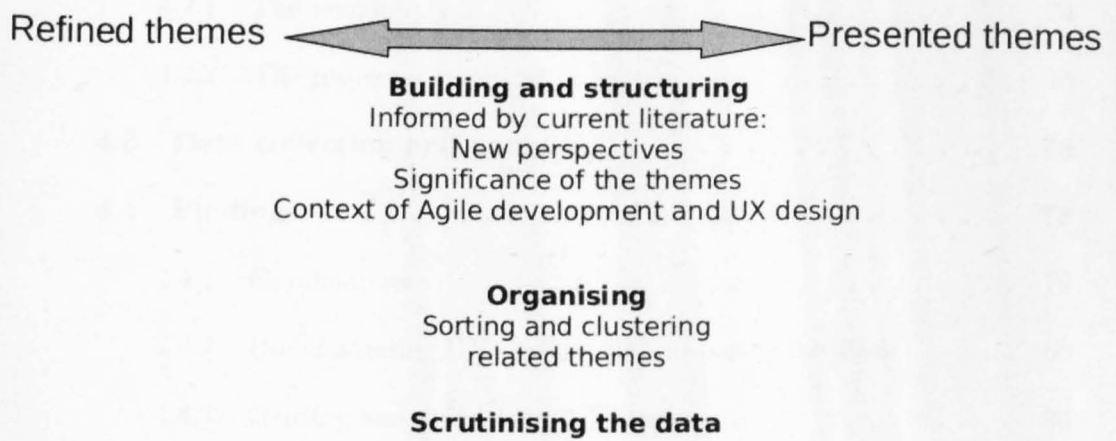 Refined themes Presented themes
Building and structuring
Informed by current literature:
New perspectives
Significance of the themes
Context of Agile development and UX design
Organising
Sorting and clustering
related themes
Scrutinising the data